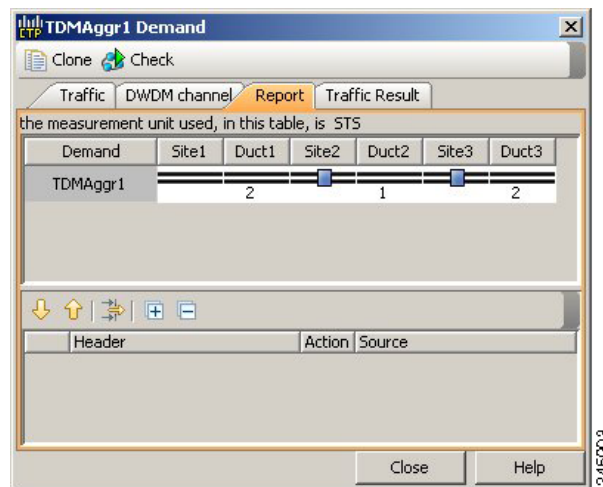 CTP TDMAggr1 Demand
Clone Check
Traffic DWDM channel Report Traffic Result
the measurement unit used, in this table, is STS
Demand Site1 Duct1 Site2 Duct2 Site3 Duct3
TDMAggr1
2 1 2
Header Action Source
Close Help